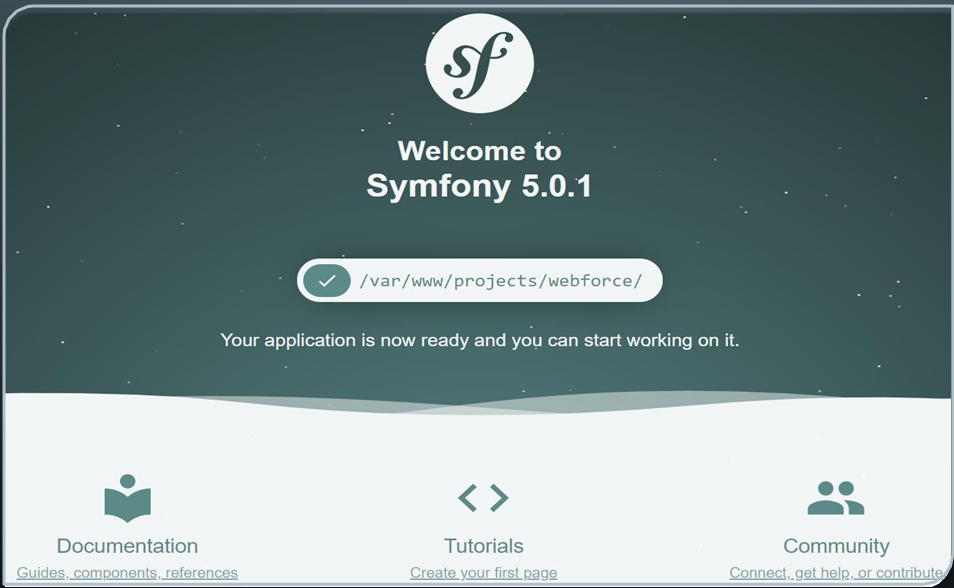 sf
Welcome to
Symfony 5.0.1
/var/www/projects/webforce/
Your application is now ready and you can start working on it.
Documentation
Guides, components, references
Tutorials
Create your first page
Community
Connect, get help, or contribute